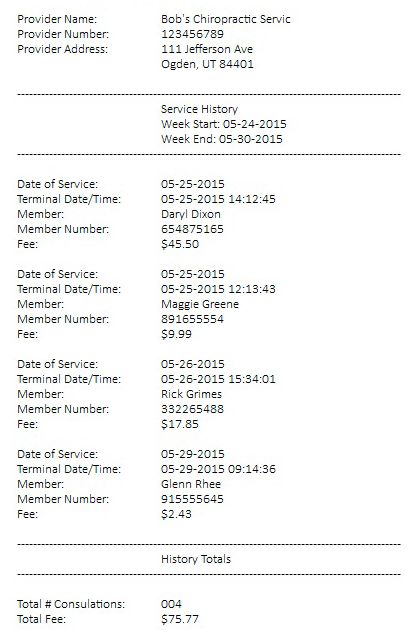 Provider Name: Bob's Chiropractic Servic
Provider Number: 123456789
Provider Address: 111 Jefferson Ave
Ogden, UT 84401
--------------------------------------------------------------------------------
Service History
Week Start: 05-24-2015
Week End: 05-30-2015
--------------------------------------------------------------------------------
Date of Service: 05-25-2015
Terminal Date/Time: 05-25-2015 14:12:45
Member: Daryl Dixon
Member Number: 654875165
Fee: $45.50
Date of Service: 05-25-2015
Terminal Date/Time: 05-25-2015 12:13:43
Member: Maggie Greene
Member Number: 891655554
Fee: $9.99
Date of Service: 05-26-2015
Terminal Date/Time: 05-26-2015 15:34:01
Member: Rick Grimes
Member Number: 332265488
Fee: $17.85
Date of Service: 05-29-2015
Terminal Date/Time: 05-29-2015 09:14:36
Member: Glenn Rhee
Member Number: 915555645
Fee: $2.43
--------------------------------------------------------------------------------
History Totals
--------------------------------------------------------------------------------
Total # Consulations: 004
Total Fee: $75.77